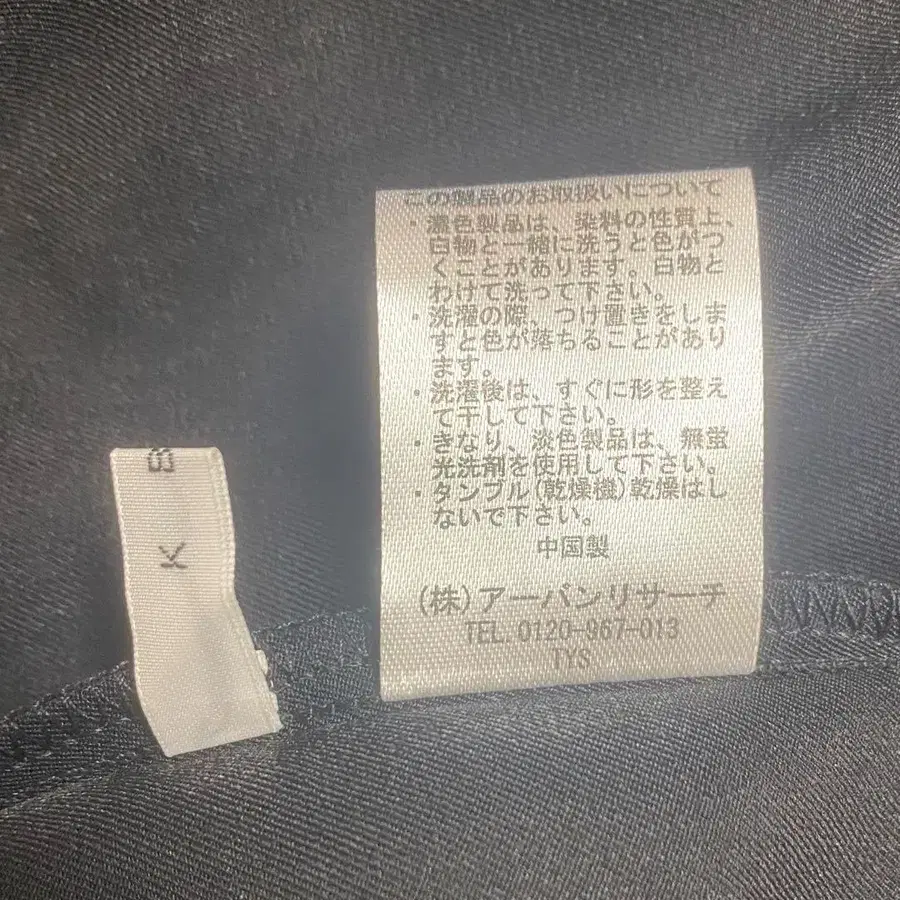 この製品のお取扱いについて
・濃色製品は、染料の性質上、
白物と一緒に洗うと色がつ
くことがあります。白物と
わけて洗って下さい。
・洗濯の際、つけ置きをしま
すと色が落ちることがあり
ます。
・洗濯後は、すぐに形を整え
て干して下さい。
・きなり、淡色製品は、無蛍
光洗剤を使用して下さい。
・タンブル(乾燥機)乾燥はし
ないで下さい。
中国製
(株)アーバンリサーチ
TEL.0120-967-013
TYS
K